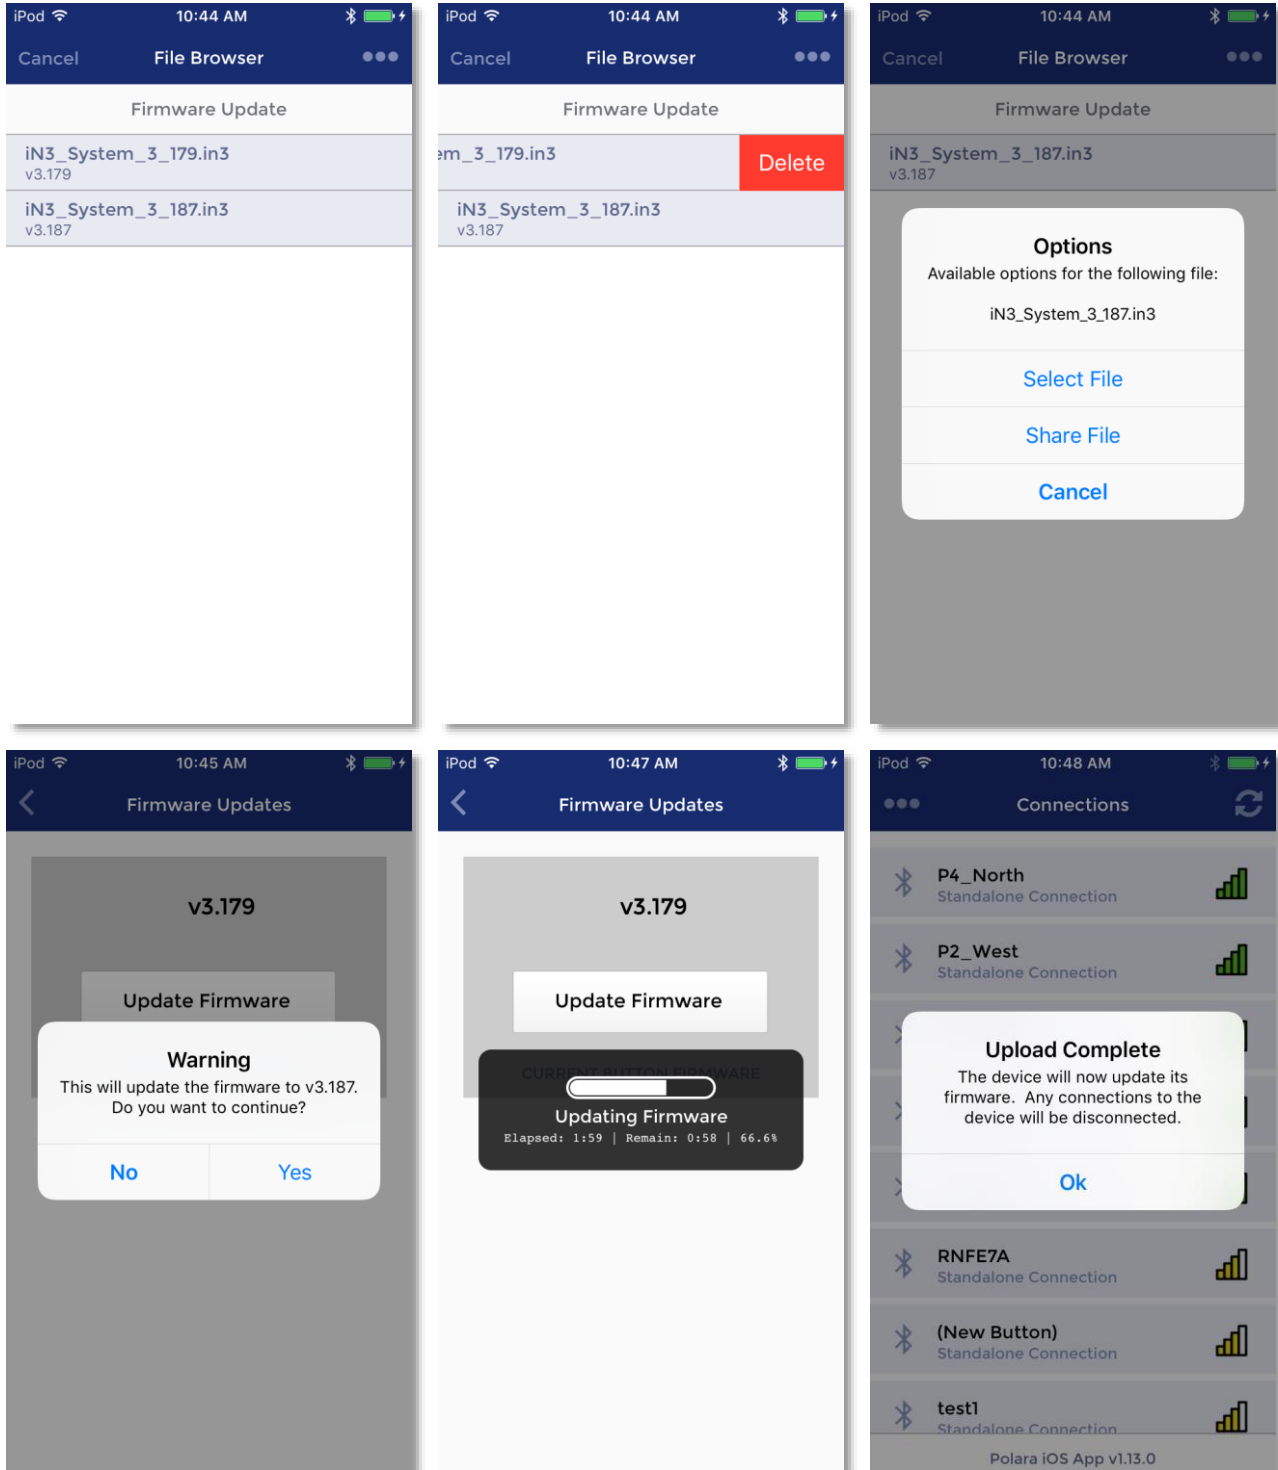 iPod 10:44 AM
Cancel File Browser
Firmware Update
iN3_System_3_179.in3
v3.179
iN3_System_3_187.in3
v3.187
iPod 10:44 AM
Cancel File Browser
Firmware Update
em_3_179.in3
Delete
iN3_System_3_187.in3
v3.187
iPod 10:44 AM
Cancel File Browser
Firmware Update
iN3_System_3_187.in3
v3.187
Options
Available options for the following file:
iN3_System_3_187.in3
Select File
Share File
Cancel
iPod 10:45 AM
Firmware Updates
v3.179
Update Firmware
Warning
This will update the firmware to v3.187.
Do you want to continue?
No Yes
iPod 10:47 AM
Firmware Updates
v3.179
Update Firmware
CURRENT BUTTON FIRMWARE
Updating Firmware
Elapsed: 1:59 | Remain: 0:58 | 66.6%
iPod 10:48 AM
Connections
P4_North
Standalone Connection
P2_West
Standalone Connection
Upload Complete
The device will now update its
firmware. Any connections to the
device will be disconnected.
Ok
RNFE7A
Standalone Connection
(New Button)
Standalone Connection
test1
Standalone Connection
Polara iOS App v1.13.0